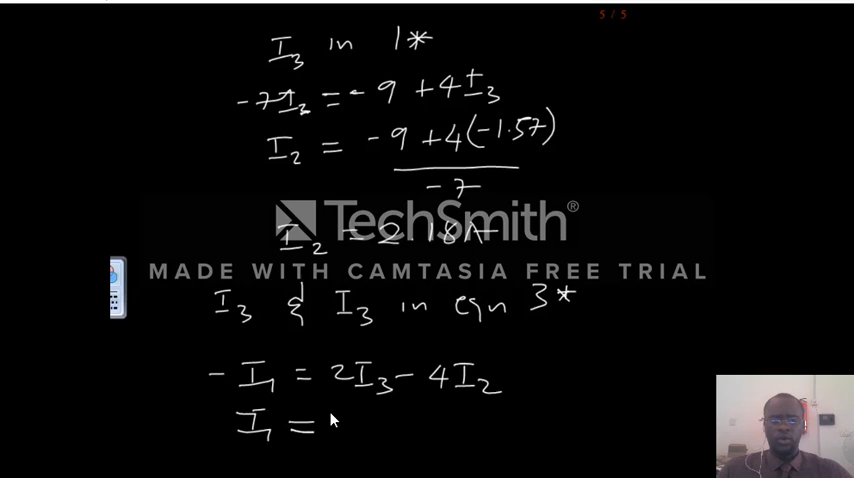 5 / 5
I₃ in 1*
-7I₂ = -9 + 4I₃
I₂ = -9 + 4(-1.57)
-7
TechSmith®
I₂ = 2.18A
MADE WITH CAMTASIA FREE TRIAL
I₃ & I₃ in eqn 3*
-I₁ = 2I₃ - 4I₂
I₁ =